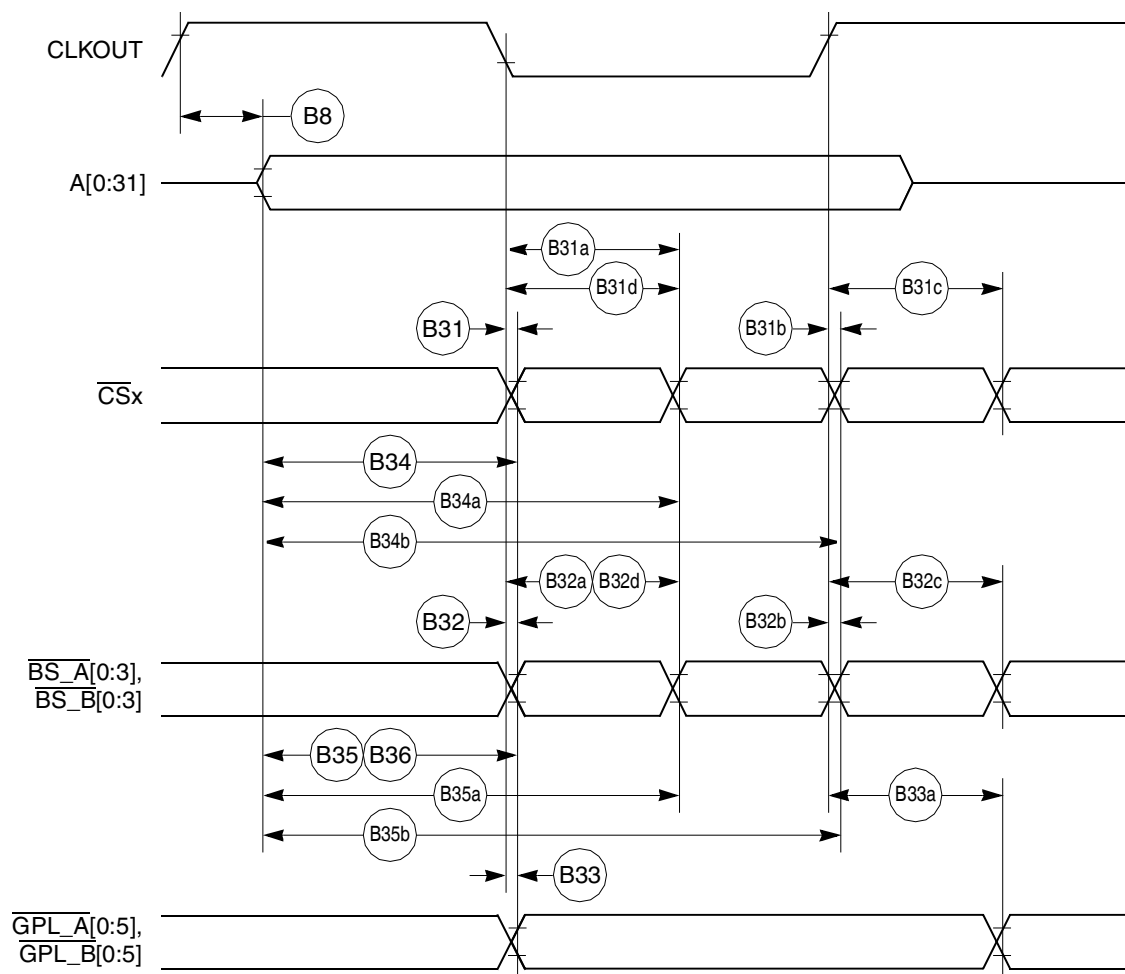 CLKOUT
B8
A[0:31]
B31a
B31d
B31c
B31
B31b
CSx
B34
B34a
B34b
B32a B32d
B32c
B32
B32b
BS_A[0:3],
BS_B[0:3]
B35 B36
B35a
B33a
B35b
B33
GPL_A[0:5],
GPL_B[0:5]